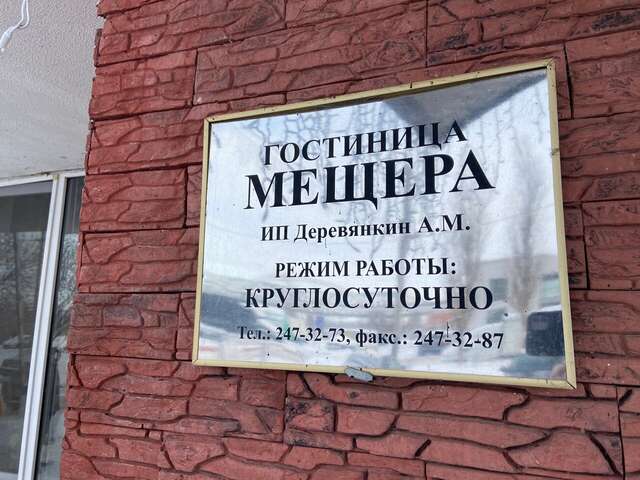 ГОСТИНИЦА
МЕЩЕРА
ИП Деревянкин А.М.
РЕЖИМ РАБОТЫ:
КРУГЛОСУТОЧНО
Тел.: 247-32-73, факс.: 247-32-87